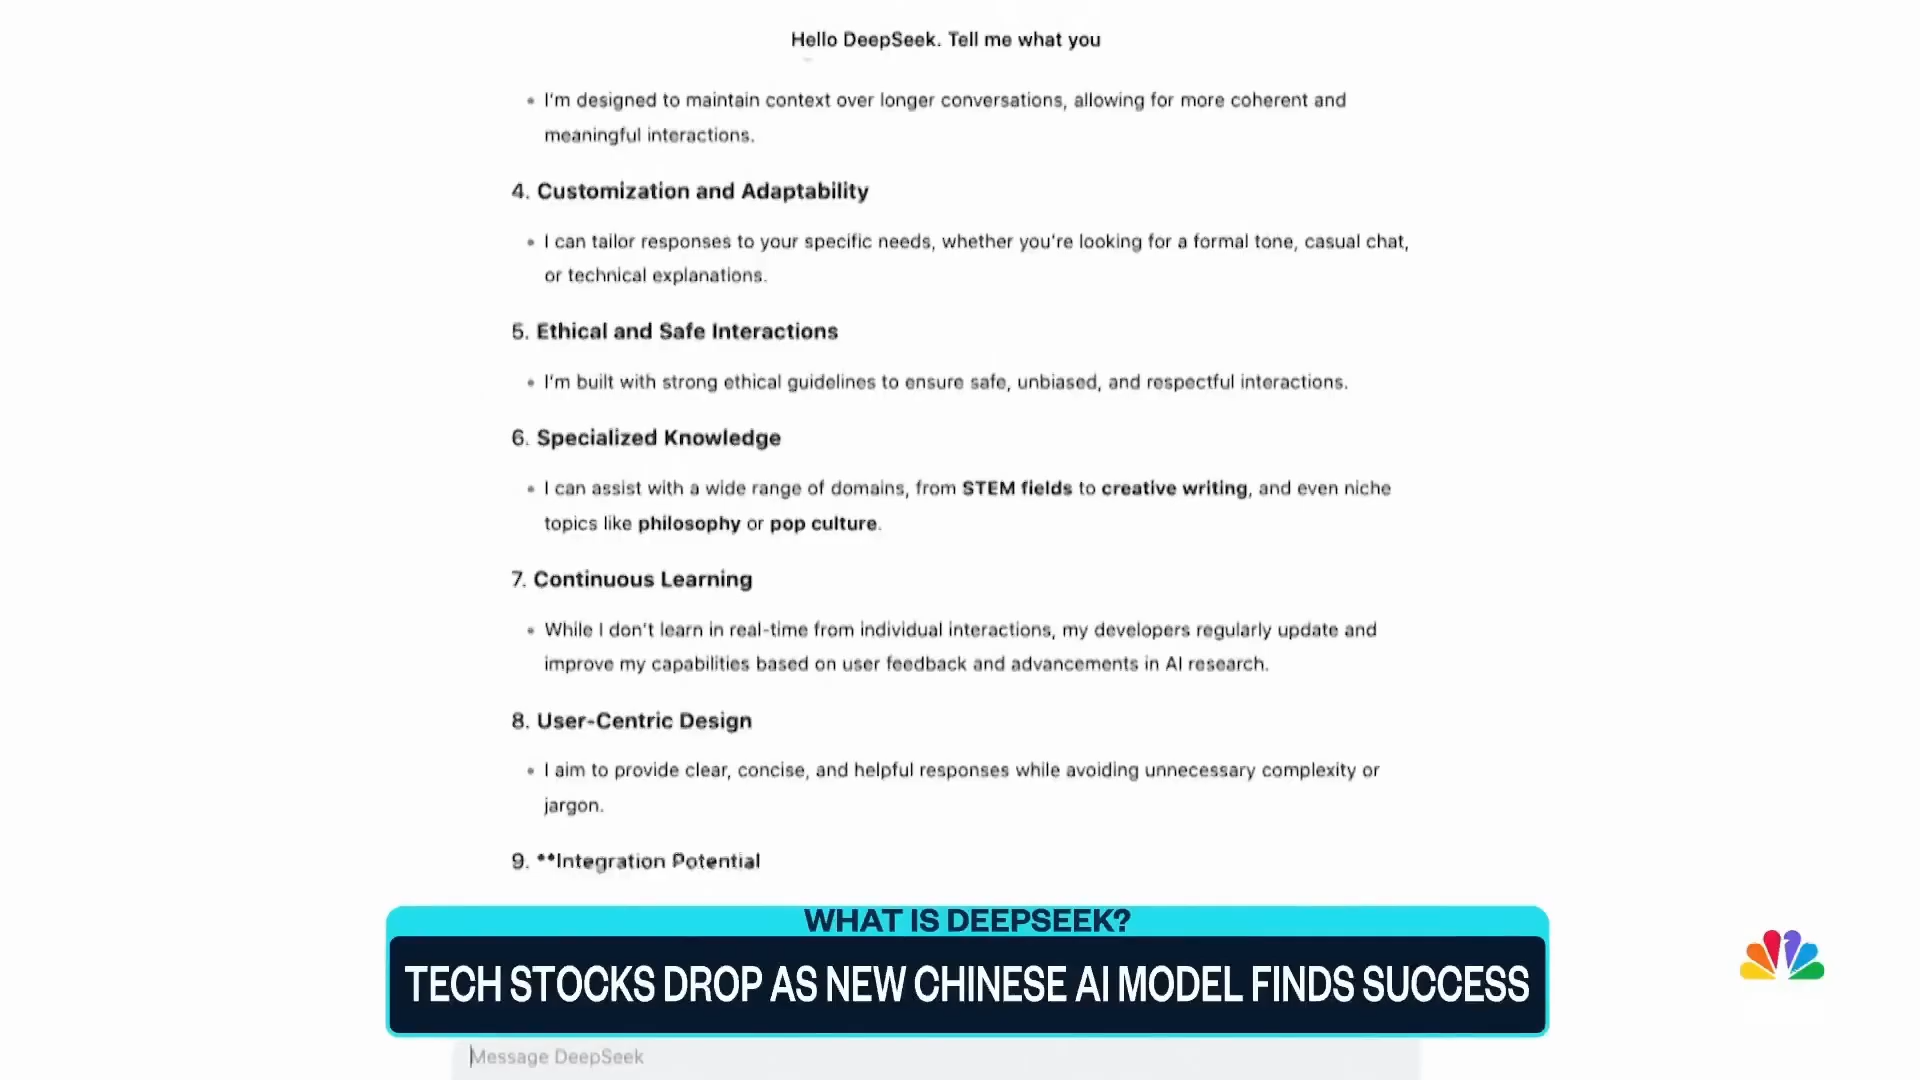 Hello DeepSeek. Tell me what you
• I'm designed to maintain context over longer conversations, allowing for more coherent and
meaningful interactions.
4. Customization and Adaptability
• I can tailor responses to your specific needs, whether you're looking for a formal tone, casual chat,
or technical explanations.
5. Ethical and Safe Interactions
• I'm built with strong ethical guidelines to ensure safe, unbiased, and respectful interactions.
6. Specialized Knowledge
• I can assist with a wide range of domains, from STEM fields to creative writing, and even niche
topics like philosophy or pop culture.
7. Continuous Learning
• While I don't learn in real-time from individual interactions, my developers regularly update and
improve my capabilities based on user feedback and advancements in AI research.
8. User-Centric Design
• I aim to provide clear, concise, and helpful responses while avoiding unnecessary complexity or
jargon.
9. **Integration Potential
WHAT IS DEEPSEEK?
TECH STOCKS DROP AS NEW CHINESE AI MODEL FINDS SUCCESS
Message DeepSeek